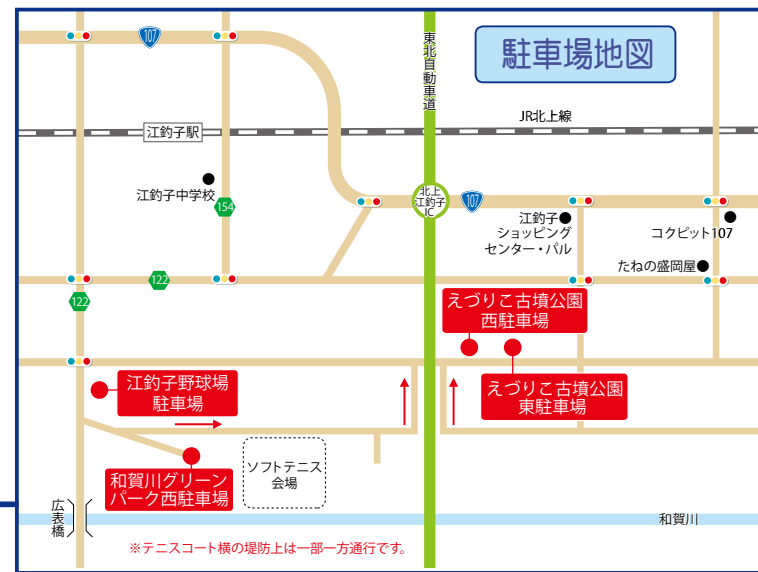 駐車場地図
107
東北自動車道
JR北上線
江釣子駅
江釣子中学校
154
北上
江釣子
IC
107
江釣子
ショッピング
センター・パル
コクピット107
たねの盛岡屋
122
122
えづりこ古墳公園
西駐車場
えづりこ古墳公園
東駐車場
江釣子野球場
駐車場
和賀川グリーン
パーク西駐車場
ソフトテニス
会場
広表橋
和賀川
※テニスコート横の堤防上は一部一方通行です。